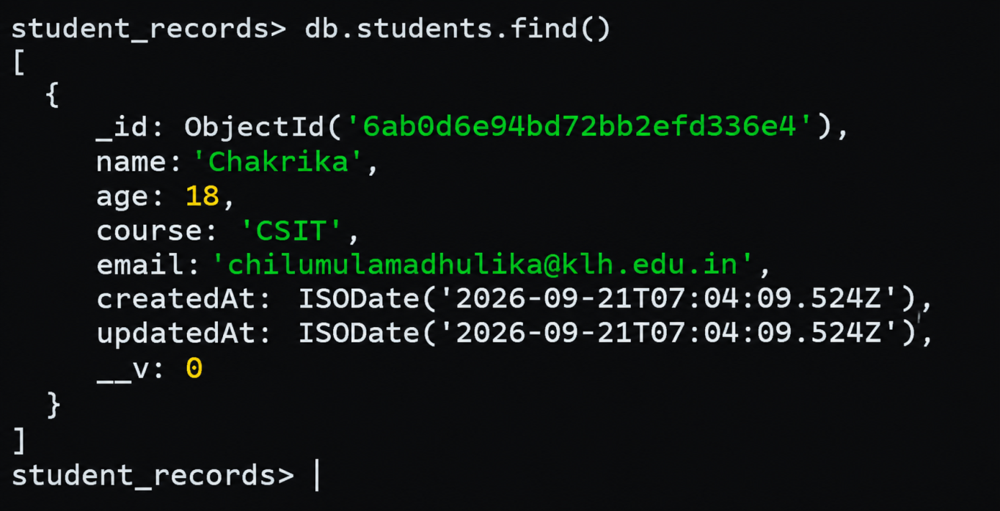 student_records> db.students.find()
[
  {
    _id: ObjectId('6ab0d6e94bd72bb2efd336e4'),
    name: 'Chakrika',
    age: 18,
    course: 'CSIT',
    email: 'chilumulamadhulika@klh.edu.in',
    createdAt: ISODate('2026-09-21T07:04:09.524Z'),
    updatedAt: ISODate('2026-09-21T07:04:09.524Z'),
    __v: 0
  }
]
student_records>